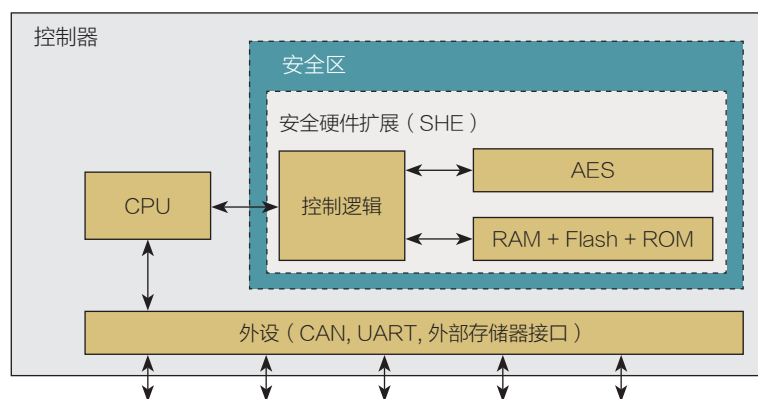 控制器
安全区
安全硬件扩展（SHE）
CPU
控制逻辑
AES
RAM + Flash + ROM
外设（CAN, UART, 外部存储器接口）